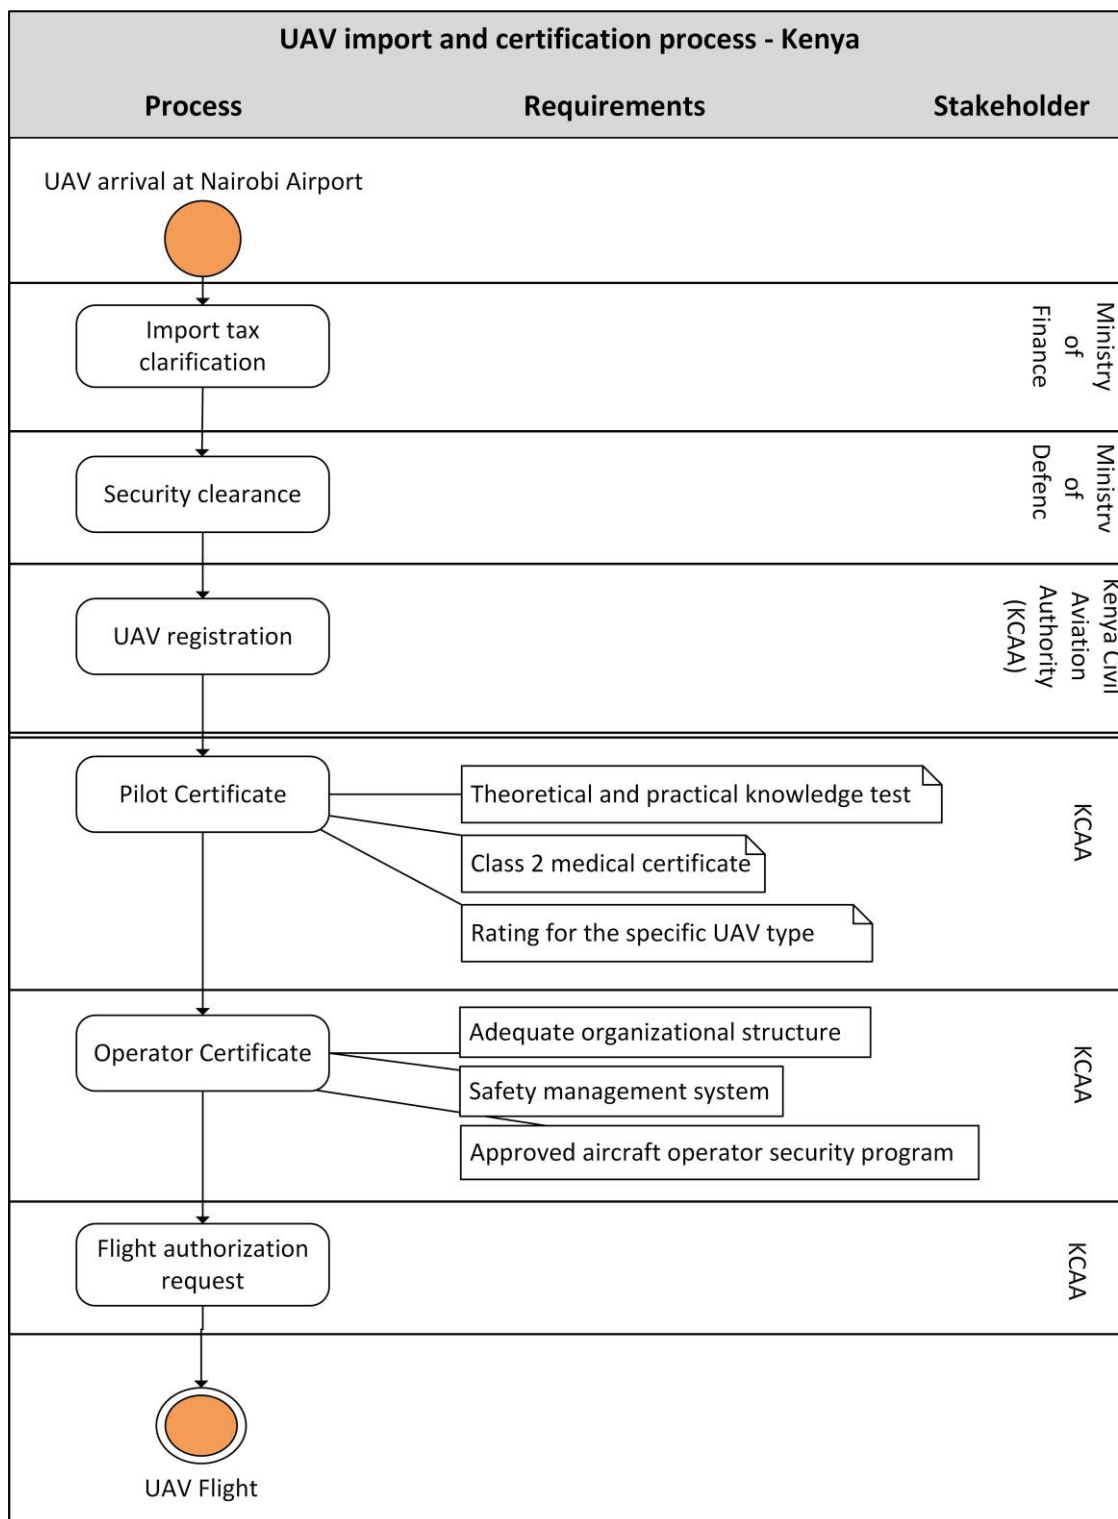 UAV import and certification process - Kenya
Process Requirements Stakeholder
UAV arrival at Nairobi Airport
Import tax
clarification
Ministry
of
Finance
Security clearance
Ministrv
of
Defenc
UAV registration
Kenya Civil
Aviation
Authority
(KCAA)
Pilot Certificate
Theoretical and practical knowledge test
Class 2 medical certificate
Rating for the specific UAV type
KCAA
Operator Certificate
Adequate organizational structure
Safety management system
Approved aircraft operator security program
KCAA
Flight authorization
request
KCAA
UAV Flight